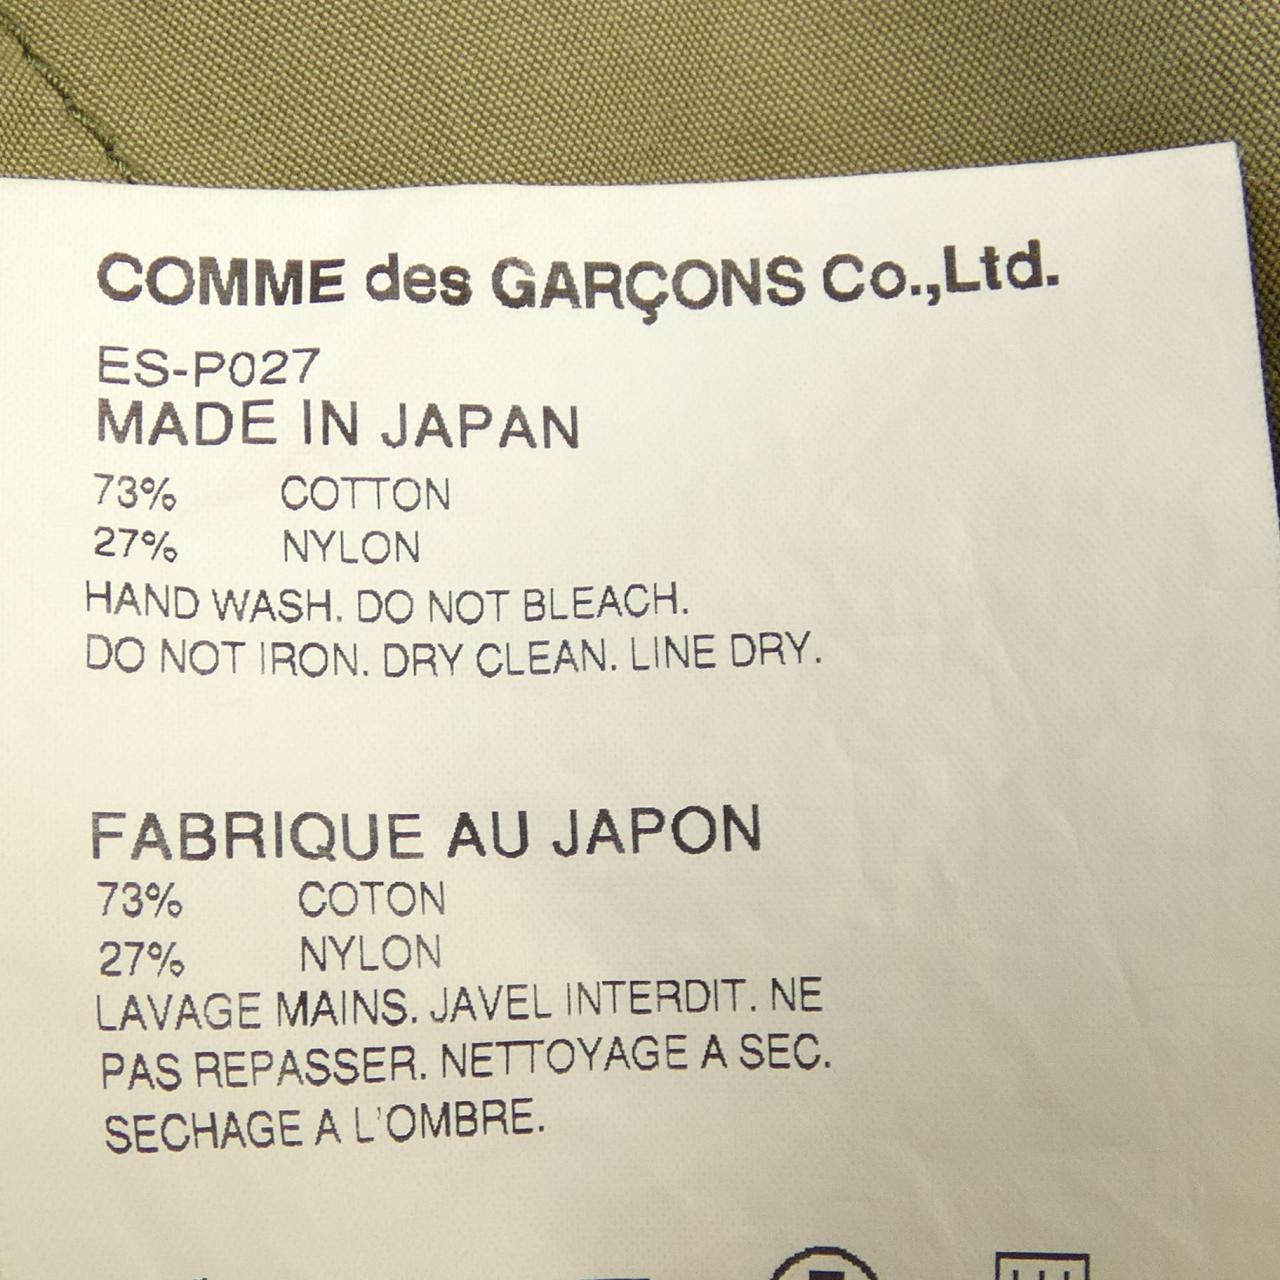 COMME des GARÇONS Co.,Ltd.
ES-P027
MADE IN JAPAN
73% COTTON
27% NYLON
HAND WASH. DO NOT BLEACH.
DO NOT IRON. DRY CLEAN. LINE DRY.
FABRIQUE AU JAPON
73% COTON
27% NYLON
LAVAGE MAINS. JAVEL INTERDIT. NE
PAS REPASSER. NETTOYAGE A SEC.
SECHAGE A L'OMBRE.